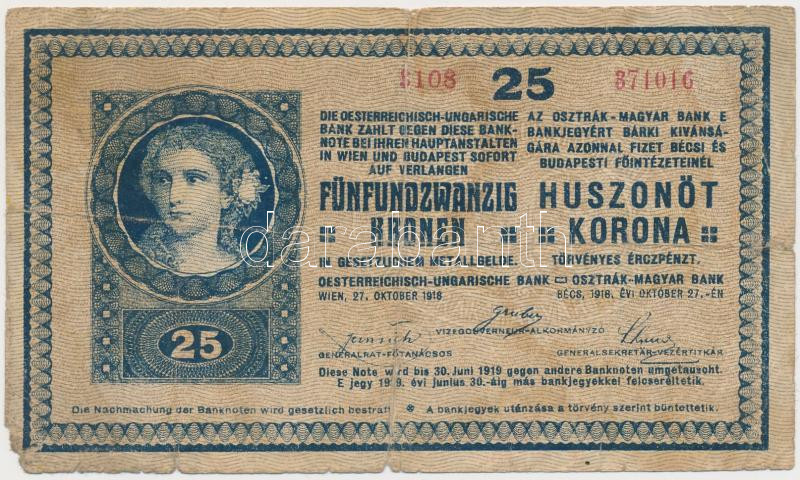 B108 25 B71016
DIE OESTERREICHISCH-UNGARISCHE
BANK ZAHLT GEGEN DIESE BANK-
NOTE BEI IHREN HAUPTANSTALTEN
IN WIEN UND BUDAPEST SOFORT
AUF VERLANGEN
FÜNFUNDZWANZIG
KRONEN
IN GESETZLICHEM METALLGELDE.
AZ OSZTRÁK-MAGYAR BANK E
BANKJEGYÉRT BÁRKI KIVÁNSÁ-
GÁRA AZONNAL FIZET BÉCSI ÉS
BUDAPESTI FŐINTÉZETEINÉL
HUSZONÖT
KORONA
TÖRVÉNYES ÉRCZPÉNZT.
OESTERREICHISCH-UNGARISCHE BANK OSZTRÁK-MAGYAR BANK
WIEN, 27. OKTOBER 1918 BÉCS, 1918. ÉVI OKTÓBER 27.-ÉN
Gruber
VIZEGOUVERNEUR-ALKORMÁNYZÓ
GENERALRAT-FŐTANÁCSOS GENERALSEKRETÄR-VEZÉRTITKÁR
25
Diese Note wird bis 30. Juni 1919 gegen andere Banknoten umgetauscht.
E jegy 1919. évi junius 30.-áig más bankjegyekkel felcseréltetik.
Die Nachmachung der Banknoten wird gesetzlich bestraft * A bankjegyek utánzása a törvény szerint büntettetik.
darabanth